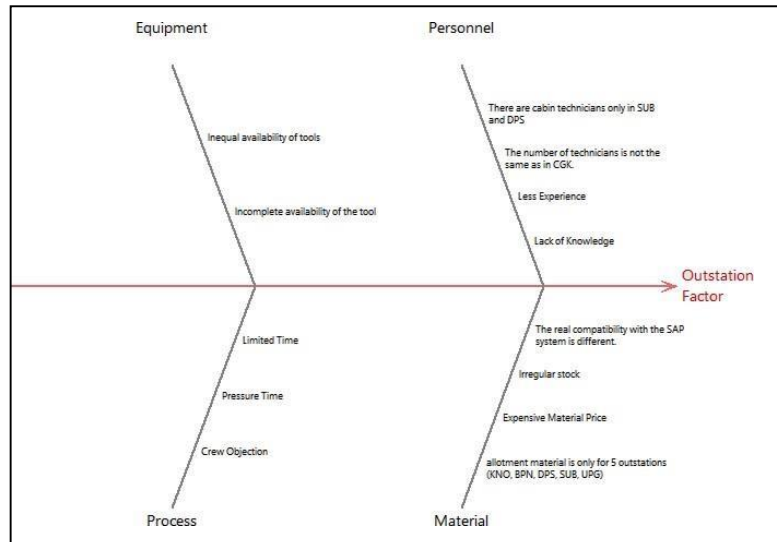 Equipment
Personnel
There are cabin technicians only in SUB
and DPS
Inequal availability of tools
The number of technicians is not the
same as in CGK.
Less Experience
Incomplete availability of the tool
Lack of Knowledge
Outstation
Factor
The real compatibility with the SAP
system is different.
Limited Time
Irregular stock
Pressure Time
Expensive Material Price
Crew Objection
allotment material is only for 5 outstations
(KNO, BPN, DPS, SUB, UPG)
Process
Material